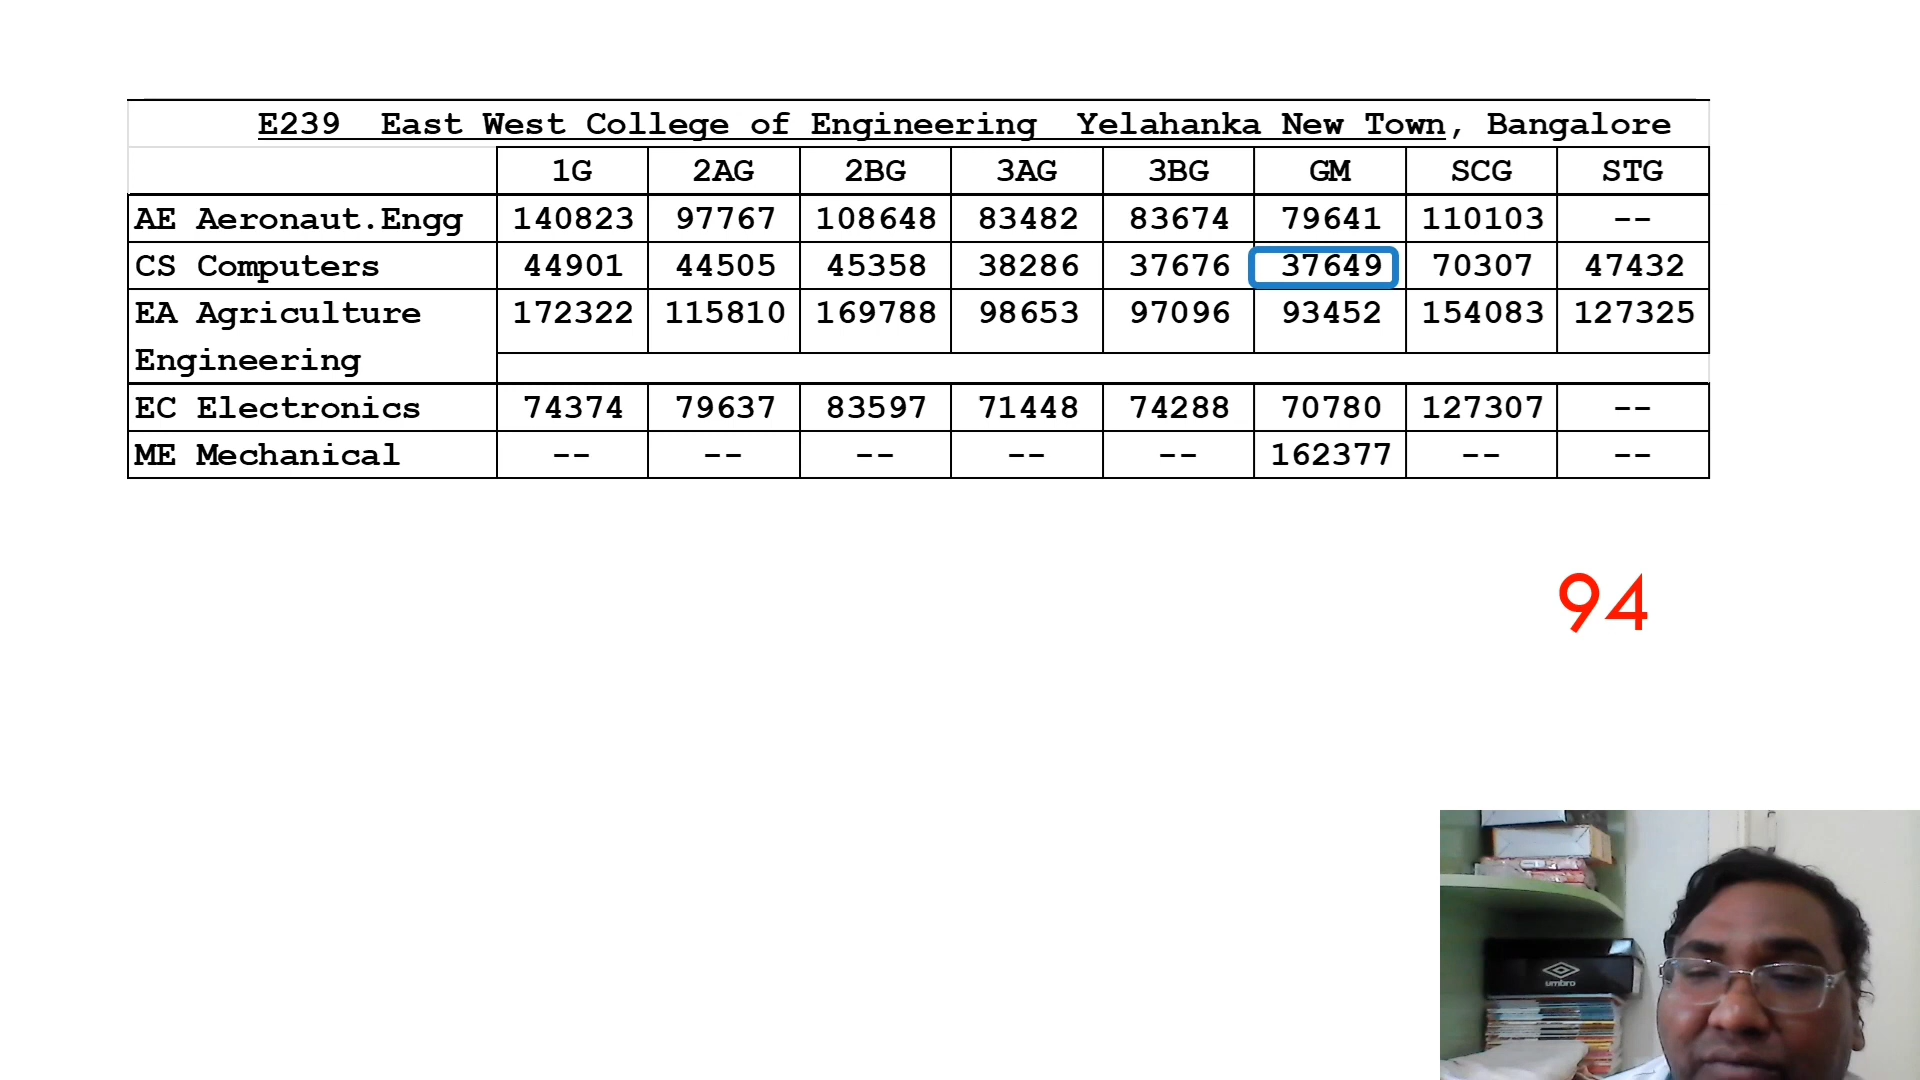 E239 East West College of Engineering Yelahanka New Town, Bangalore
1G 2AG 2BG 3AG 3BG GM SCG STG
AE Aeronaut.Engg 140823 97767 108648 83482 83674 79641 110103 --
CS Computers 44901 44505 45358 38286 37676 37649 70307 47432
EA Agriculture 172322 115810 169788 98653 97096 93452 154083 127325
Engineering
EC Electronics 74374 79637 83597 71448 74288 70780 127307 --
ME Mechanical -- -- -- -- -- 162377 -- --
94
umbro